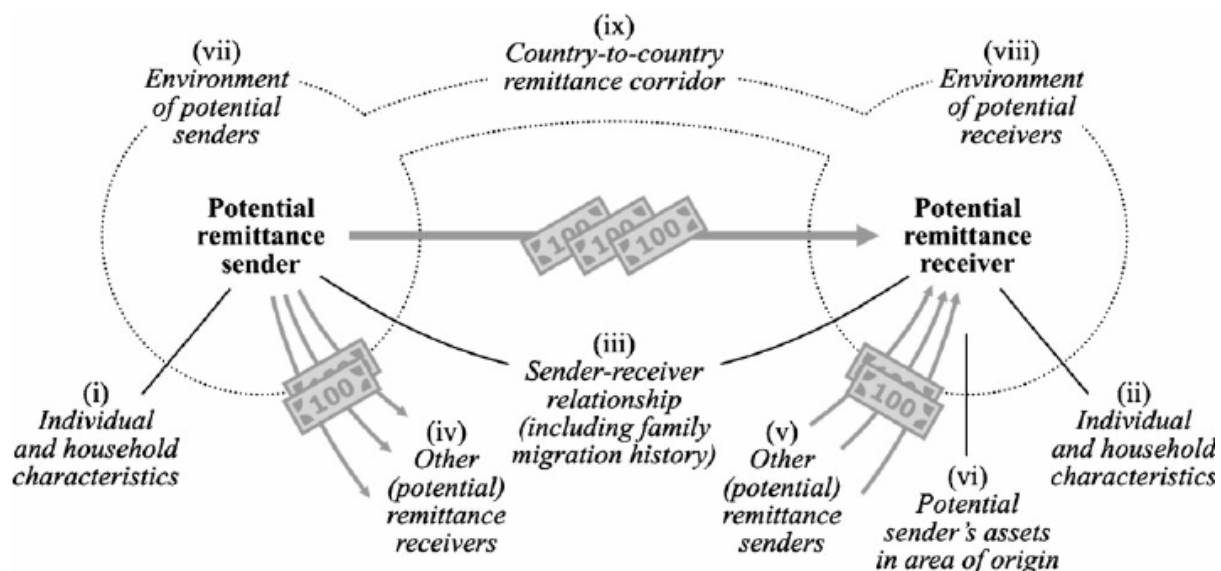 (vii)
Environment
of potential
senders
(ix)
Country-to-country
remittance corridor
(viii)
Environment
of potential
receivers
Potential
remittance
sender
100
100
100
Potential
remittance
receiver
(i)
Individual
and household
characteristics
100
(iv)
Other
(potential)
remittance
receivers
(iii)
Sender-receiver
relationship
(including family
migration history)
(v)
Other
(potential)
remittance
senders
100
(vi)
Potential
sender's assets
in area of origin
(ii)
Individual
and household
characteristics